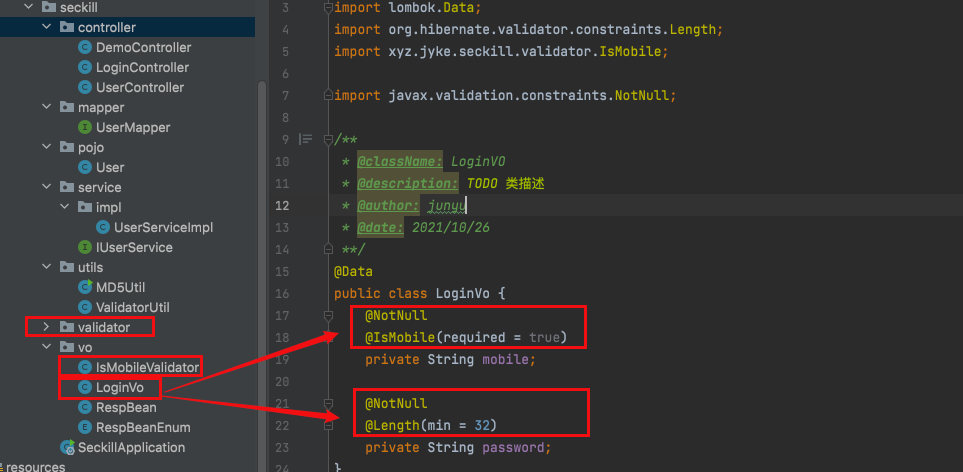 seckill
controller
DemoController
LoginController
UserController
mapper
UserMapper
pojo
User
service
impl
UserServiceImpl
IUserService
utils
MD5Util
ValidatorUtil
validator
vo
IsMobileValidator
LoginVo
RespBean
RespBeanEnum
SeckillApplication
resources
3 import lombok.Data;
4 import org.hibernate.validator.constraints.Length;
5 import xyz.jyke.seckill.validator.IsMobile;
6
7 import javax.validation.constraints.NotNull;
8
9 /**
10 * @className: LoginVO
11 * @description: TODO 类描述
12 * @author: junyu
13 * @date: 2021/10/26
14 **/
15 @Data
16 public class LoginVo {
17 @NotNull
18 @IsMobile(required = true)
19 private String mobile;
20
21 @NotNull
22 @Length(min = 32)
23 private String password;
24 }